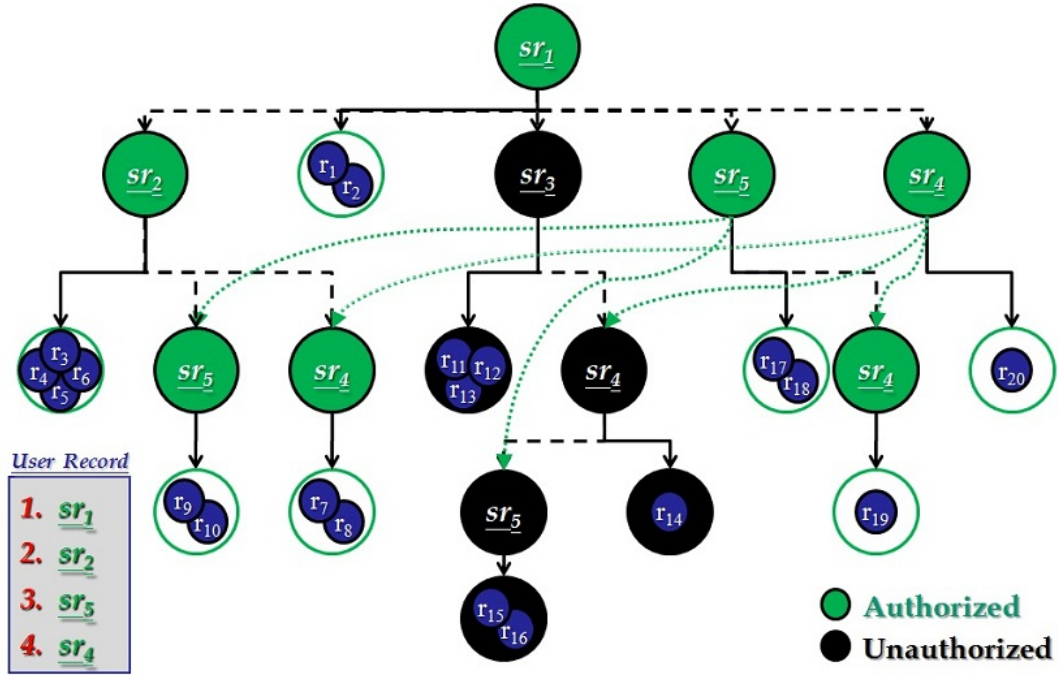 sr1
sr2
r1
r2
sr3
sr5
sr4
r3
r4
r6
r5
sr5
sr4
r11
r12
r13
sr4
r17
r18
sr4
r20
User Record
1. sr1
2. sr2
3. sr5
4. sr4
r9
r10
r7
r8
sr5
r14
r19
r15
r16
Authorized
Unauthorized